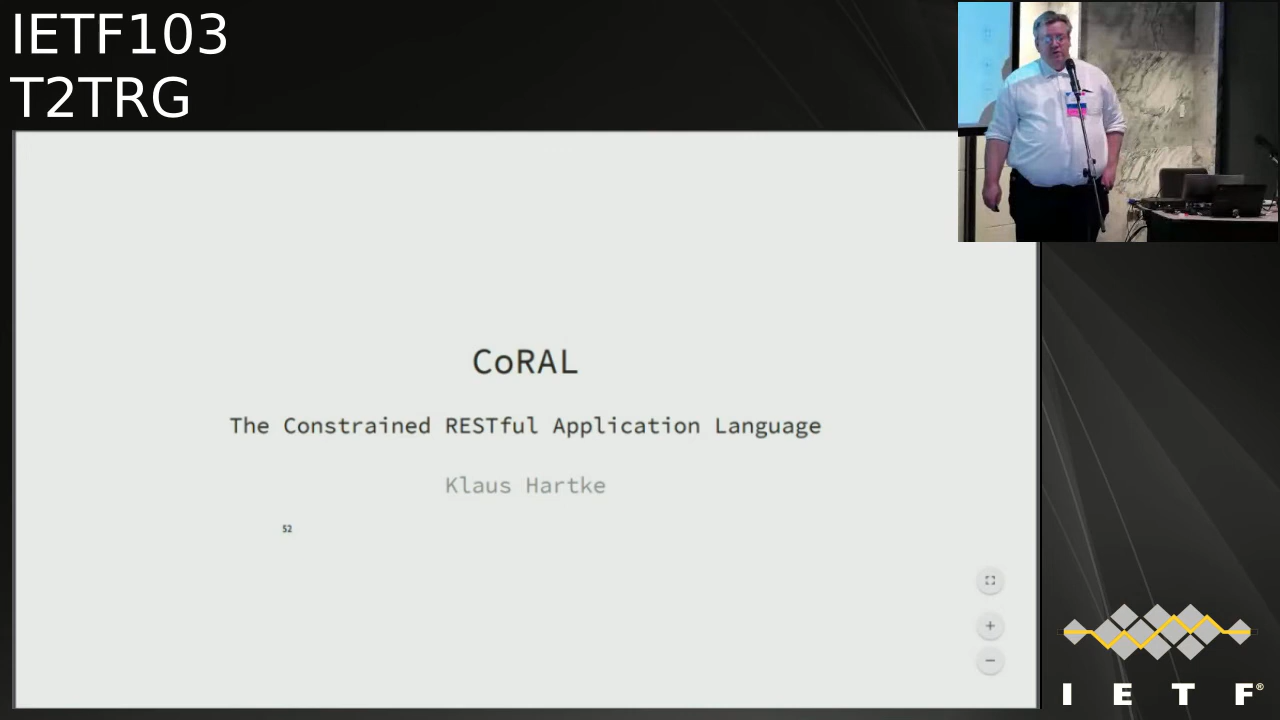 IETF103
T2TRG
CoRAL
The Constrained RESTful Application Language
Klaus Hartke
52
I E T F®